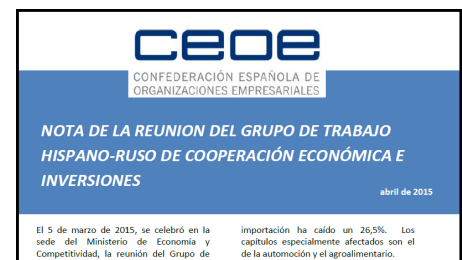 ceoe
CONFEDERACIÓN ESPAÑOLA DE
ORGANIZACIONES EMPRESARIALES
NOTA DE LA REUNION DEL GRUPO DE TRABAJO
HISPANO-RUSO DE COOPERACIÓN ECONÓMICA E
INVERSIONES
abril de 2015
El 5 de marzo de 2015, se celebró en la
sede del Ministerio de Economía y
Competitividad, la reunión del Grupo de
importación ha caído un 26,5%. Los
capítulos especialmente afectados son el
de la automoción y el agroalimentario.